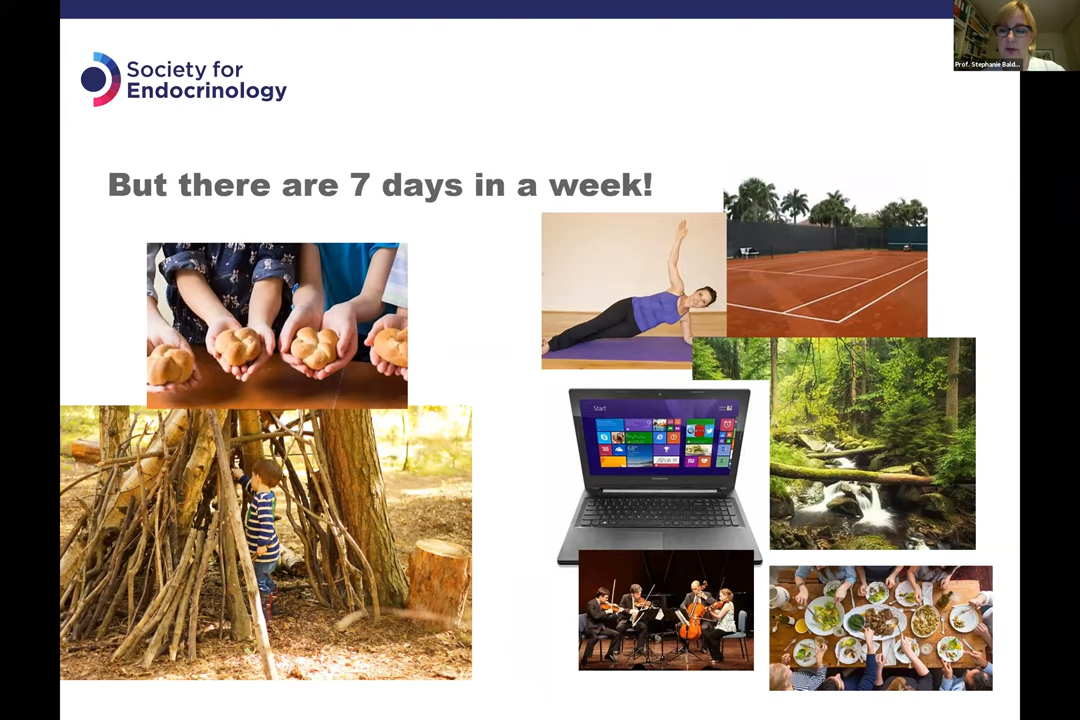 Society for
Endocrinology
Prof. Stephanie Bald...
But there are 7 days in a week!
Start